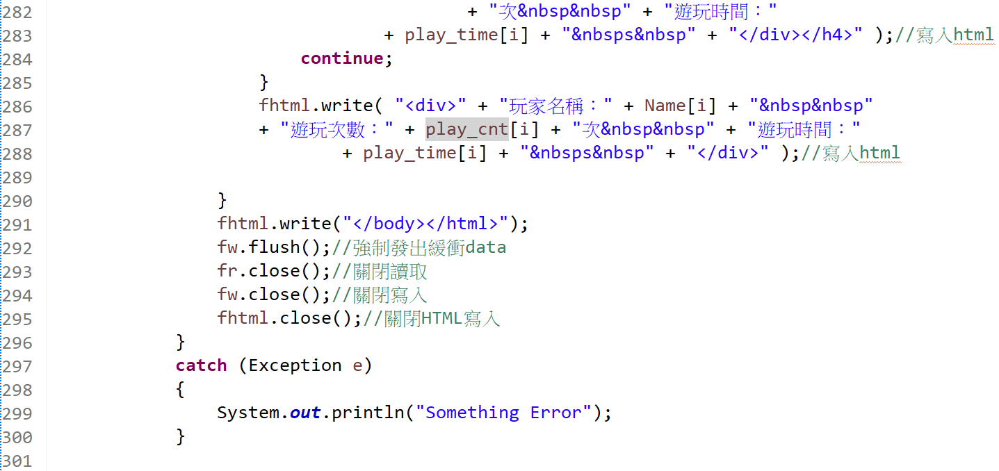 282 + "次&nbsp&nbsp" + "遊玩時間："
283 + play_time[i] + "&nbsps&nbsp" + "</div></h4>" );//寫入html
284 continue;
285 }
286 fhtml.write( "<div>" + "玩家名稱：" + Name[i] + "&nbsp&nbsp"
287 + "遊玩次數：" + play_cnt[i] + "次&nbsp&nbsp" + "遊玩時間："
288 + play_time[i] + "&nbsps&nbsp" + "</div>" );//寫入html
289
290 }
291 fhtml.write("</body></html>");
292 fw.flush();//強制發出緩衝data
293 fr.close();//關閉讀取
294 fw.close();//關閉寫入
295 fhtml.close();//關閉HTML寫入
296 }
297 catch (Exception e)
298 {
299 System.out.println("Something Error");
300 }
301